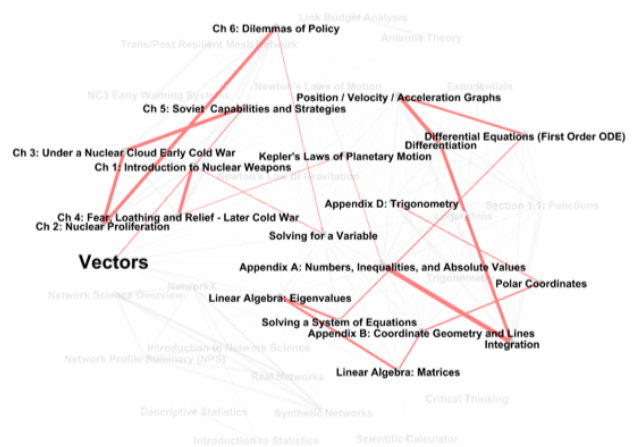 Link Budget Analysis
Ch 6: Dilemmas of Policy
Antenna Theory
Trans/Post Resilient Mesh Network
Newton's Laws of Motion
Exponentials
NC3 Early Warning Systems
Position / Velocity / Acceleration Graphs
Ch 5: Soviet Capabilities and Strategies
Differential Equations (First Order ODE)
Differentiation
Ch 3: Under a Nuclear Cloud Early Cold War
Kepler's Laws of Planetary Motion
Ch 1: Introduction to Nuclear Weapons
Newton's Law of Gravitation
Appendix D: Trigonometry
Section 1.1) Functions
Ch 4: Fear, Loathing and Relief - Later Cold War
Logarithms
Ch 2: Nuclear Proliferation
Solving for a Variable
Vectors
Appendix A: Numbers, Inequalities, and Absolute Values
Trigonometry
Polar Coordinates
NetworkX
Network Science Overview
Linear Algebra: Eigenvalues
Solving a System of Equations
Appendix B: Coordinate Geometry and Lines
Integration
Introduction to Network Science
Network Profile Summary (NPS)
Linear Algebra: Matrices
Real Networks
Critical Thinking
Descriptive Statistics
Synthetic Networks
Introduction to Statistics
Scientific Calculator